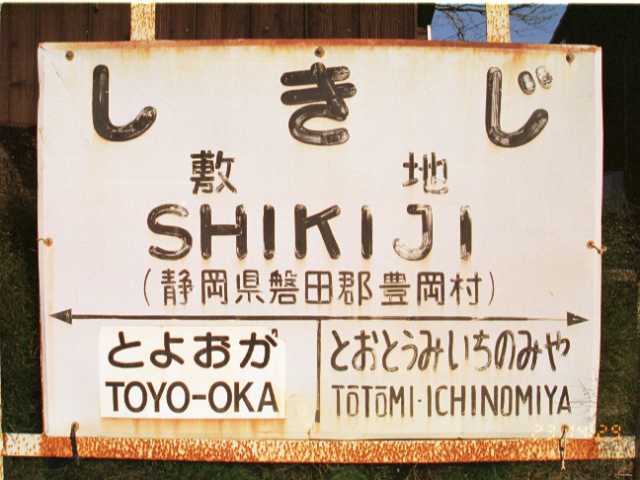 しきじ
敷地
SHIKIJI
(静岡県磐田郡豊岡村)
とよおか
TOYO-OKA
とおとうみいちのみや
TŌTŌMI-ICHINOMIYA